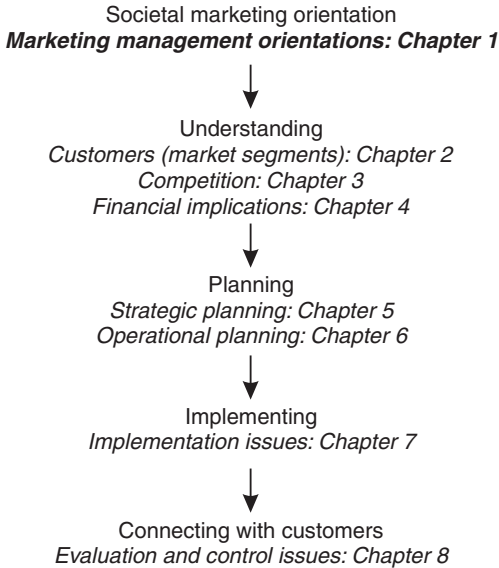 Societal marketing orientation
Marketing management orientations: Chapter 1
Understanding
Customers (market segments): Chapter 2
Competition: Chapter 3
Financial implications: Chapter 4
Planning
Strategic planning: Chapter 5
Operational planning: Chapter 6
Implementing
Implementation issues: Chapter 7
Connecting with customers
Evaluation and control issues: Chapter 8